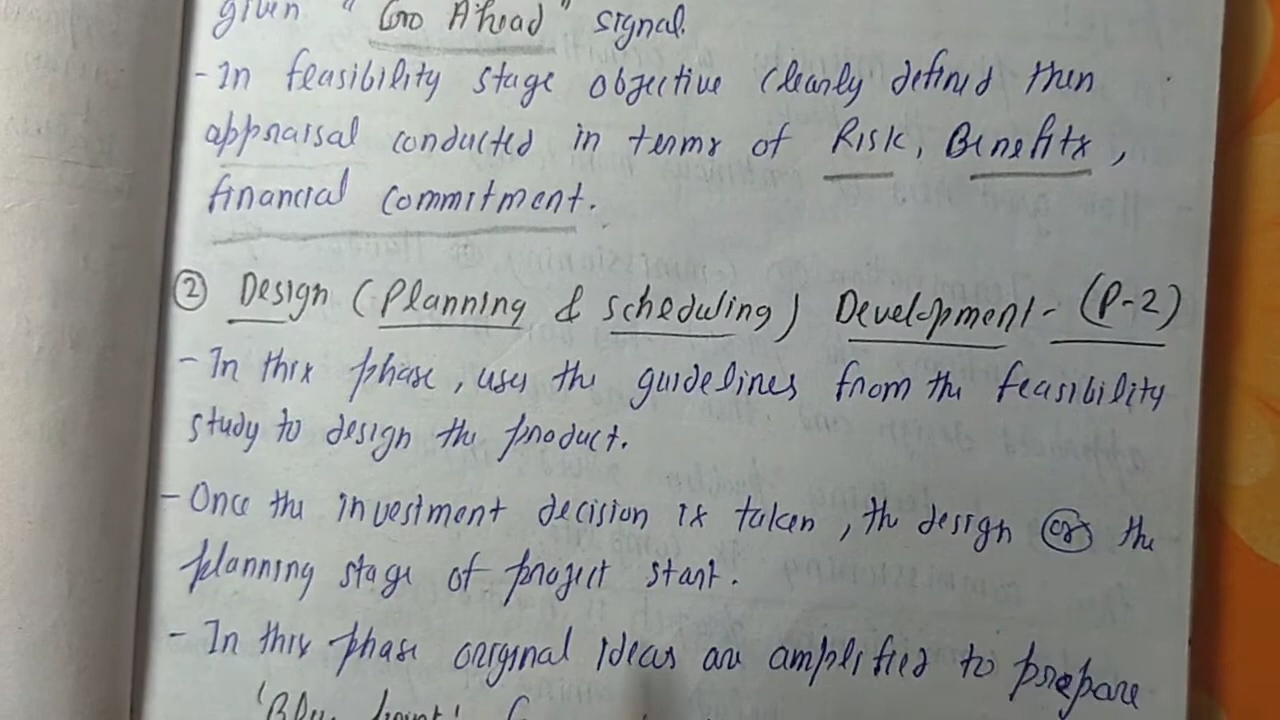 given "Go Ahead" signal.
- In feasibility stage objective clearly defined then
appraisal conducted in terms of Risk, Benefits,
financial commitment.
② Design (Planning & scheduling) Development - (P-2)
- In this phase, uses the guidelines from the feasibility
study to design the product.
- Once the investment decision is taken, the design or the
planning stage of project start.
- In this phase original ideas are amplified to prepare